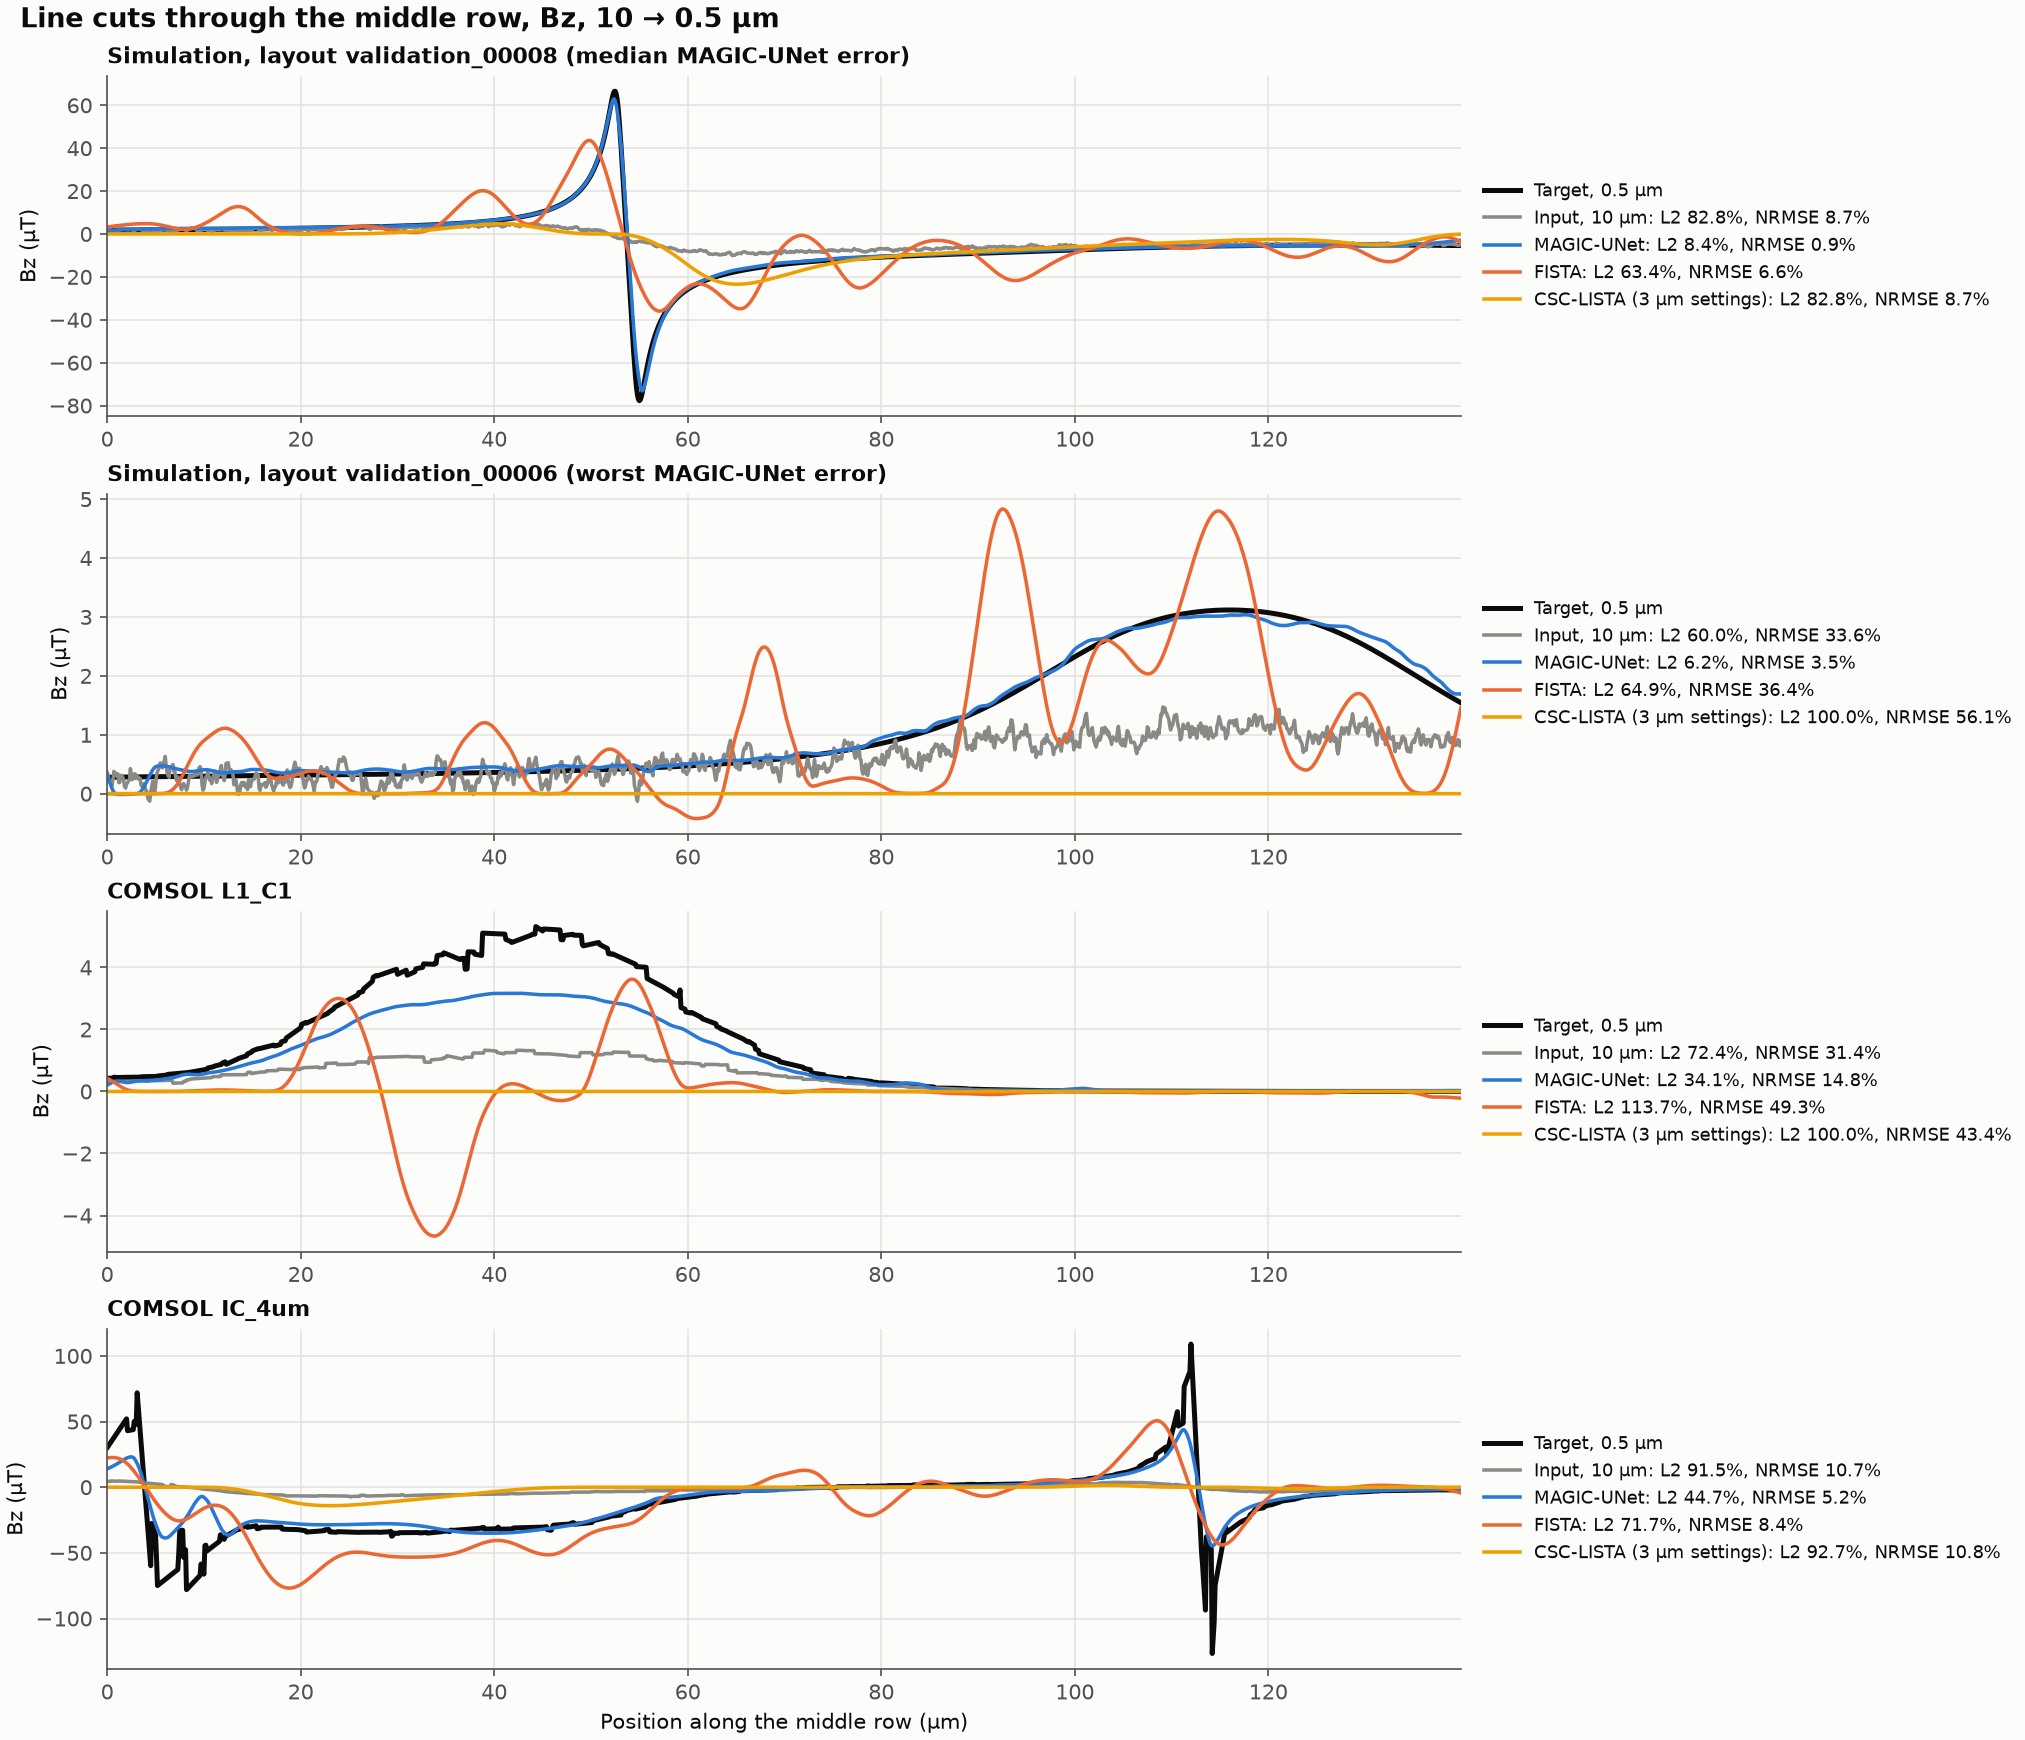 Line cuts through the middle row, Bz, 10 → 0.5 µm
Simulation, layout validation_00008 (median MAGIC-UNet error)
60
40
20
0
−20
−40
−60
−80
Bz (µT)
0 20 40 60 80 100 120
Target, 0.5 µm
Input, 10 µm: L2 82.8%, NRMSE 8.7%
MAGIC-UNet: L2 8.4%, NRMSE 0.9%
FISTA: L2 63.4%, NRMSE 6.6%
CSC-LISTA (3 µm settings): L2 82.8%, NRMSE 8.7%
Simulation, layout validation_00006 (worst MAGIC-UNet error)
5
4
3
2
1
0
Bz (µT)
0 20 40 60 80 100 120
Target, 0.5 µm
Input, 10 µm: L2 60.0%, NRMSE 33.6%
MAGIC-UNet: L2 6.2%, NRMSE 3.5%
FISTA: L2 64.9%, NRMSE 36.4%
CSC-LISTA (3 µm settings): L2 100.0%, NRMSE 56.1%
COMSOL L1_C1
4
2
0
−2
−4
Bz (µT)
0 20 40 60 80 100 120
Target, 0.5 µm
Input, 10 µm: L2 72.4%, NRMSE 31.4%
MAGIC-UNet: L2 34.1%, NRMSE 14.8%
FISTA: L2 113.7%, NRMSE 49.3%
CSC-LISTA (3 µm settings): L2 100.0%, NRMSE 43.4%
COMSOL IC_4um
100
50
0
−50
−100
Bz (µT)
0 20 40 60 80 100 120
Position along the middle row (µm)
Target, 0.5 µm
Input, 10 µm: L2 91.5%, NRMSE 10.7%
MAGIC-UNet: L2 44.7%, NRMSE 5.2%
FISTA: L2 71.7%, NRMSE 8.4%
CSC-LISTA (3 µm settings): L2 92.7%, NRMSE 10.8%